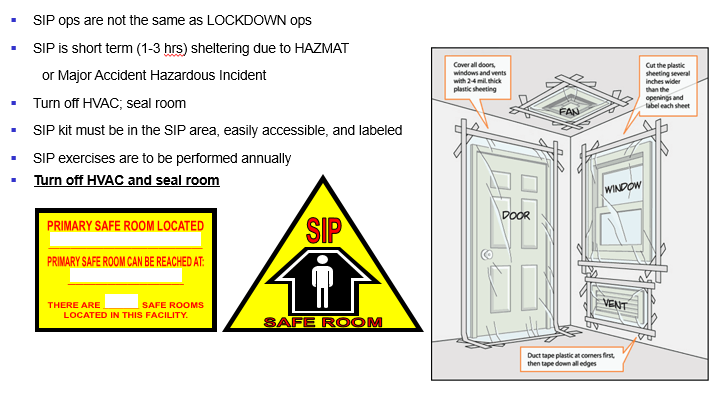 SIP ops are not the same as LOCKDOWN ops
SIP is short term (1-3 hrs) sheltering due to HAZMAT
or Major Accident Hazardous Incident
Turn off HVAC; seal room
SIP kit must be in the SIP area, easily accessible, and labeled
SIP exercises are to be performed annually
Turn off HVAC and seal room
PRIMARY SAFE ROOM LOCATED
PRIMARY SAFE ROOM CAN BE REACHED AT:
THERE ARE SAFE ROOMS
LOCATED IN THIS FACILITY.
SIP
SAFE ROOM
Cover all doors,
windows and vents
with 2-4 mil. thick
plastic sheeting
Cut the plastic
sheeting several
inches wider
than the
openings and
label each sheet
FAN
DOOR
WINDOW
VENT
Duct tape plastic at corners first,
then tape down all edges